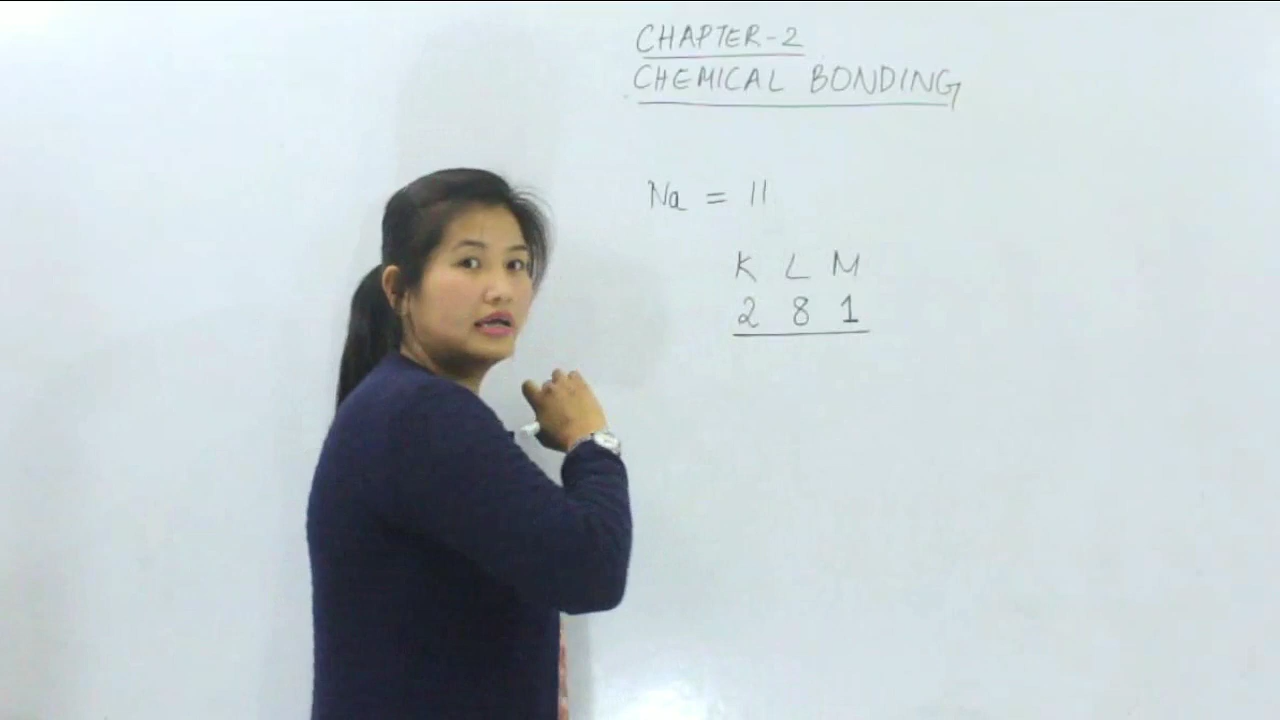 CHAPTER-2
CHEMICAL BONDING
Na = 11
K L M
2 8 1